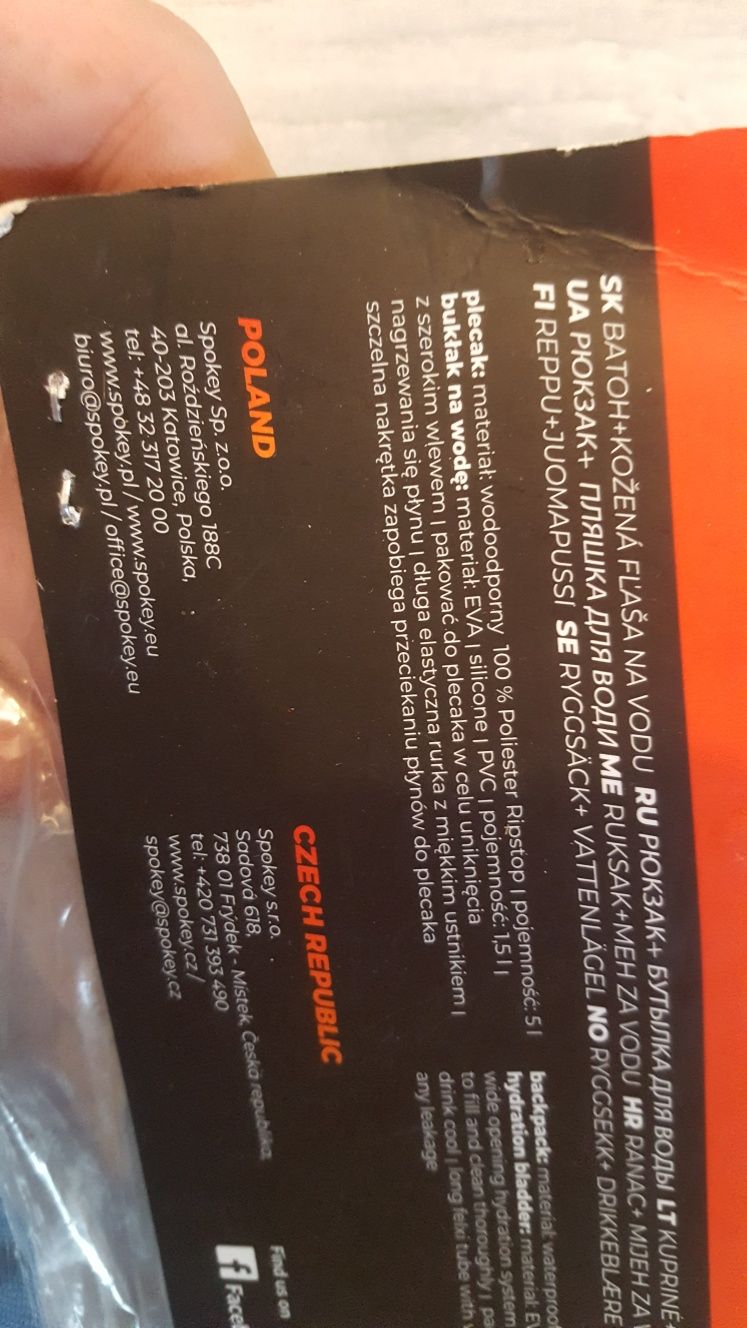 SK BATOH+KOŽENÁ FĽAŠA NA VODU RU РЮКЗАК+ БУТЫЛКА ДЛЯ ВОДЫ LT KUPRINĖ+
UA РЮКЗАК+ ПЛЯШКА ДЛЯ ВОДИ ME RUKSAK+MEH ZA VODU HR RANAC+ MIJEH ZA
FI REPPU+JUOMAPUSSI SE RYGGSÄCK+ VATTENLÄGEL NO RYGGSEKK+ DRIKKEBLÆRE
plecak: materiał: wodoodporny 100 % Poliester Ripstop | pojemność: 5 l
bukłak na wodę: materiał: EVA | silicone | PVC | pojemność: 1,5 l |
z szerokim wlewem | pakować do plecaka w celu uniknięcia
nagrzewania się płynu | długa elastyczna rurka z miękkim ustnikiem |
szczelna nakrętka zapobiega przeciekaniu płynów do plecaka
backpack: material: waterproof
hydration bladder: material: EV
wide opening hydration system
to fill and clean thoroughly | pa
drink cool | long flexi tube with
any leakage
POLAND
Spokey Sp. z.o.o.
al. Roździeńskiego 188C
40-203 Katowice, Polska,
tel: +48 32 317 20 00
www.spokey.pl / www.spokey.eu
biuro@spokey.pl / office@spokey.eu
CZECH REPUBLIC
Spokey s.r.o.
Sadová 618,
738 01 Frýdek - Místek, Česká republika;
tel: +420 731 393 490
www.spokey.cz /
spokey@spokey.cz
Find us on
f Face